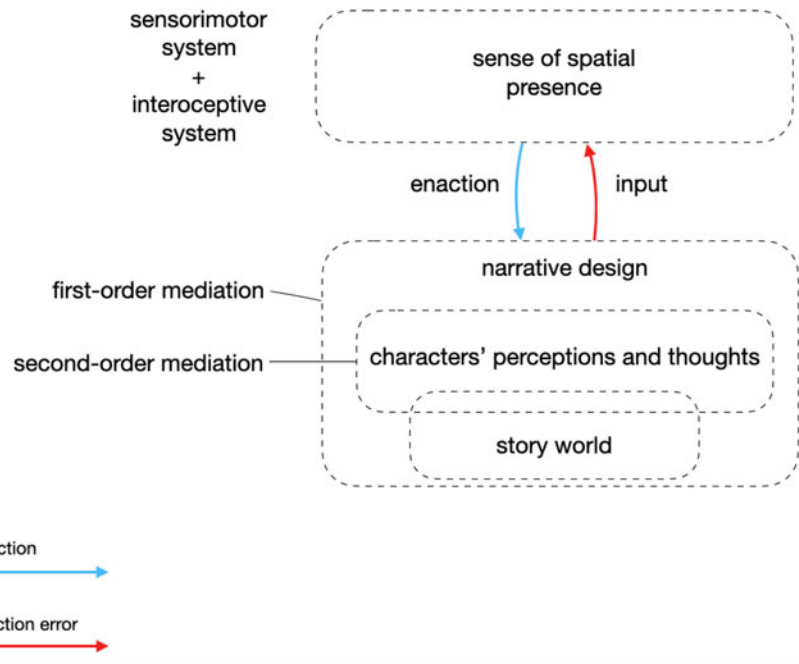 sensorimotor
system
+
interoceptive
system
sense of spatial
presence
enaction
input
narrative design
first-order mediation
second-order mediation
characters' perceptions and thoughts
story world
ction
ction error